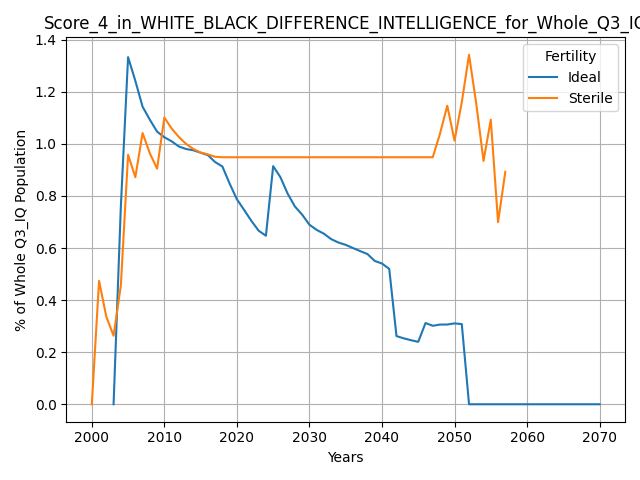 Score_4_in_WHITE_BLACK_DIFFERENCE_INTELLIGENCE_for_Whole_Q3_IQ
Fertility
Ideal
Sterile
% of Whole Q3_IQ Population
1.4
1.2
1.0
0.8
0.6
0.4
0.2
0.0
2000 2010 2020 2030 2040 2050 2060 2070
Years